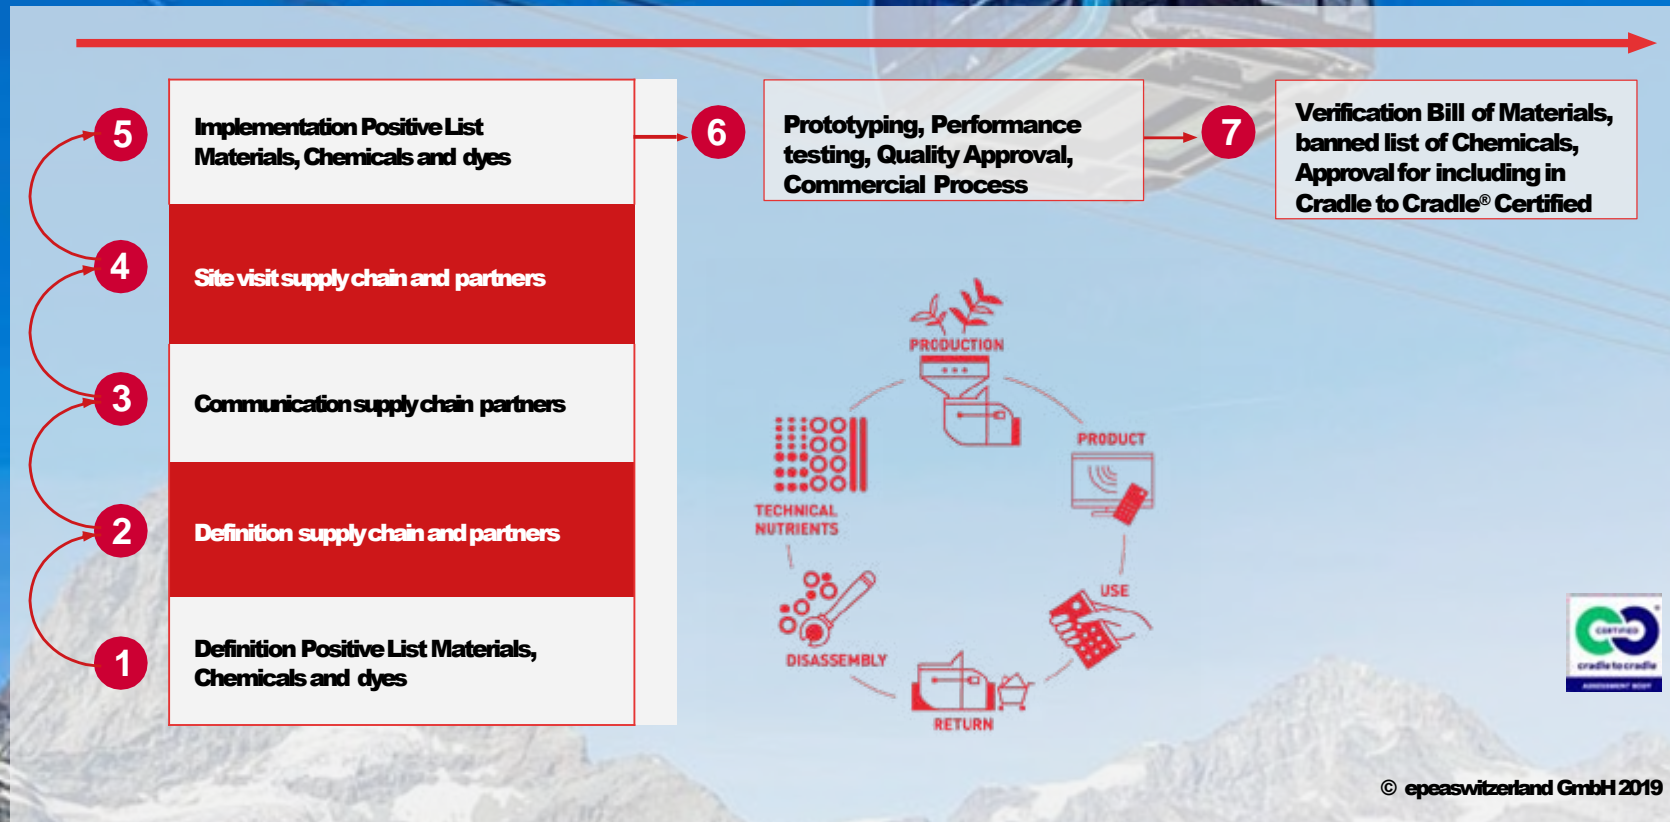 5
Implementation Positive List
Materials, Chemicals and dyes
6
Prototyping, Performance
testing, Quality Approval,
Commercial Process
7
Verification Bill of Materials,
banned list of Chemicals,
Approval for including in
Cradle to Cradle® Certified
4
Site visit supply chain and partners
3
Communication supply chain partners
2
Definition supply chain and partners
1
Definition Positive List Materials,
Chemicals and dyes
PRODUCTION
PRODUCT
TECHNICAL
NUTRIENTS
USE
DISASSEMBLY
RETURN
CERTIFIED
cradletocradle
ASSESSMENT BODY
© epeaswitzerland GmbH 2019